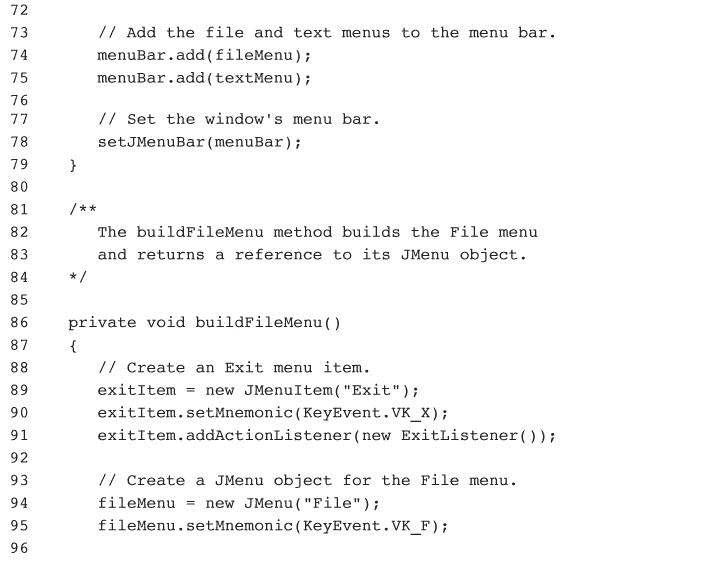 72
73 // Add the file and text menus to the menu bar.
74 menuBar.add(fileMenu);
75 menuBar.add(textMenu);
76
77 // Set the window's menu bar.
78 setJMenuBar(menuBar);
79 }
80
81 /**
82 The buildFileMenu method builds the File menu
83 and returns a reference to its JMenu object.
84 */
85
86 private void buildFileMenu()
87 {
88 // Create an Exit menu item.
89 exitItem = new JMenuItem("Exit");
90 exitItem.setMnemonic(KeyEvent.VK_X);
91 exitItem.addActionListener(new ExitListener());
92
93 // Create a JMenu object for the File menu.
94 fileMenu = new JMenu("File");
95 fileMenu.setMnemonic(KeyEvent.VK_F);
96